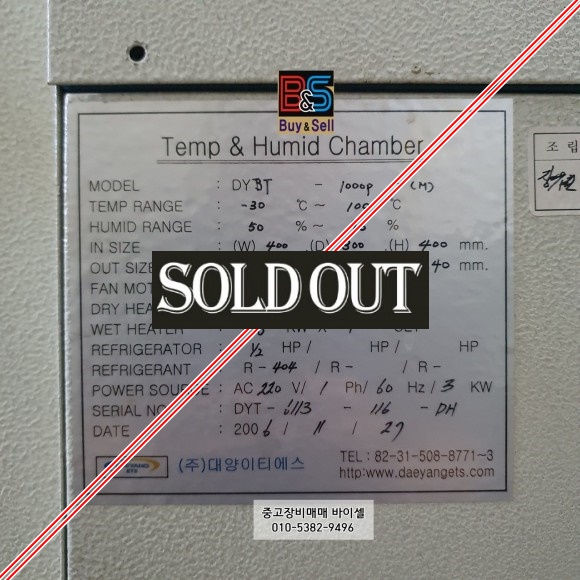 B&S
Buy & Sell
Temp & Humid Chamber
MODEL : DY BT - 1000P (M)
TEMP RANGE : -30 ℃ ~ 100 ℃
HUMID RANGE : 50 % ~ %
IN SIZE : (W) 400 (D) 300 (H) 400 mm.
OUT SIZE 40 mm.
FAN MOT
DRY HEA
SOLD OUT
WET HEATER : KW X
REFRIGERATOR : 1/2 HP / HP / HP
REFRIGERANT : R - 404 / R - / R -
POWER SOURCE : AC 220 V / 1 Ph / 60 Hz / 3 KW
SERIAL NO : DYT - 6113 - 116 - DH
DATE : 2006 / 11 / 27
(주)대양이티에스
TEL : 82-31-508-8771~3
http:www.daeyangets.com
조 립
중고장비매매 바이셀
010-5382-9496